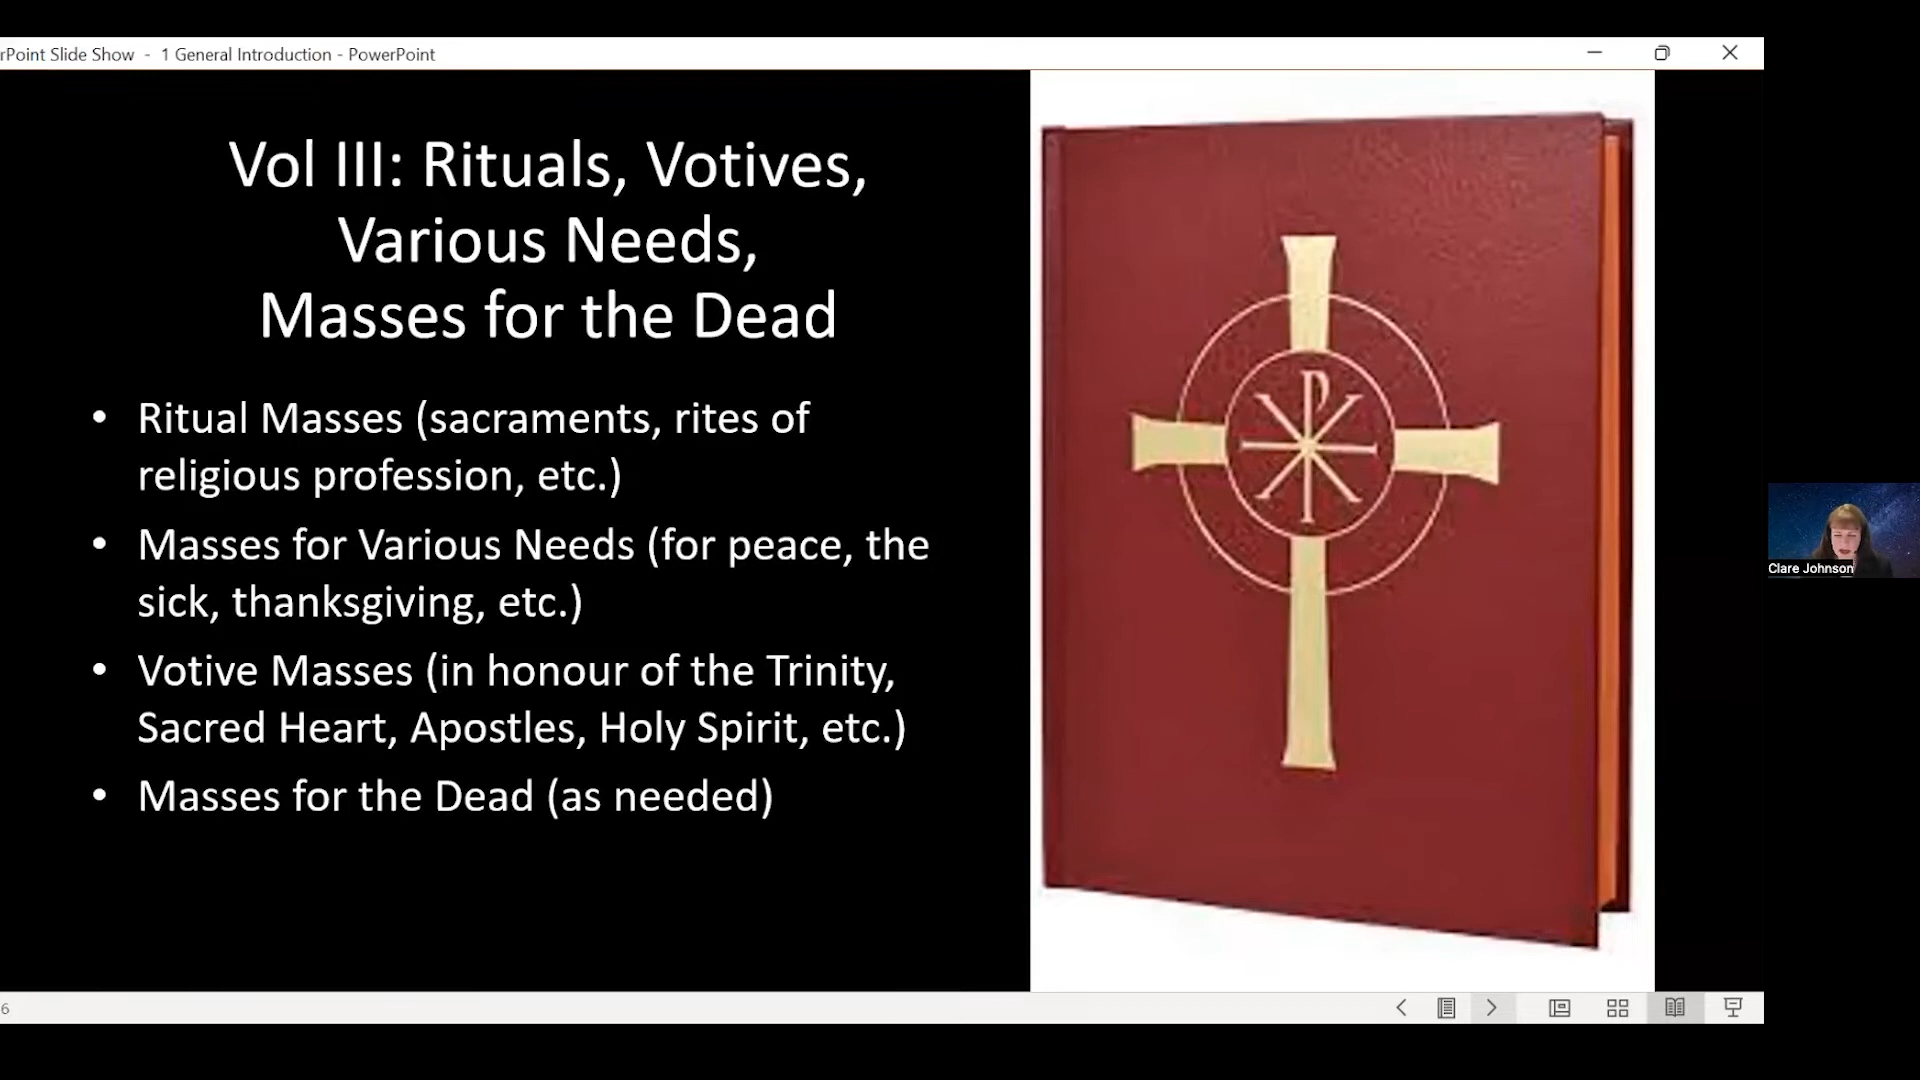 rPoint Slide Show - 1 General Introduction - PowerPoint
Vol III: Rituals, Votives,
Various Needs,
Masses for the Dead
• Ritual Masses (sacraments, rites of
religious profession, etc.)
• Masses for Various Needs (for peace, the
sick, thanksgiving, etc.)
• Votive Masses (in honour of the Trinity,
Sacred Heart, Apostles, Holy Spirit, etc.)
• Masses for the Dead (as needed)
Clare Johnson
6